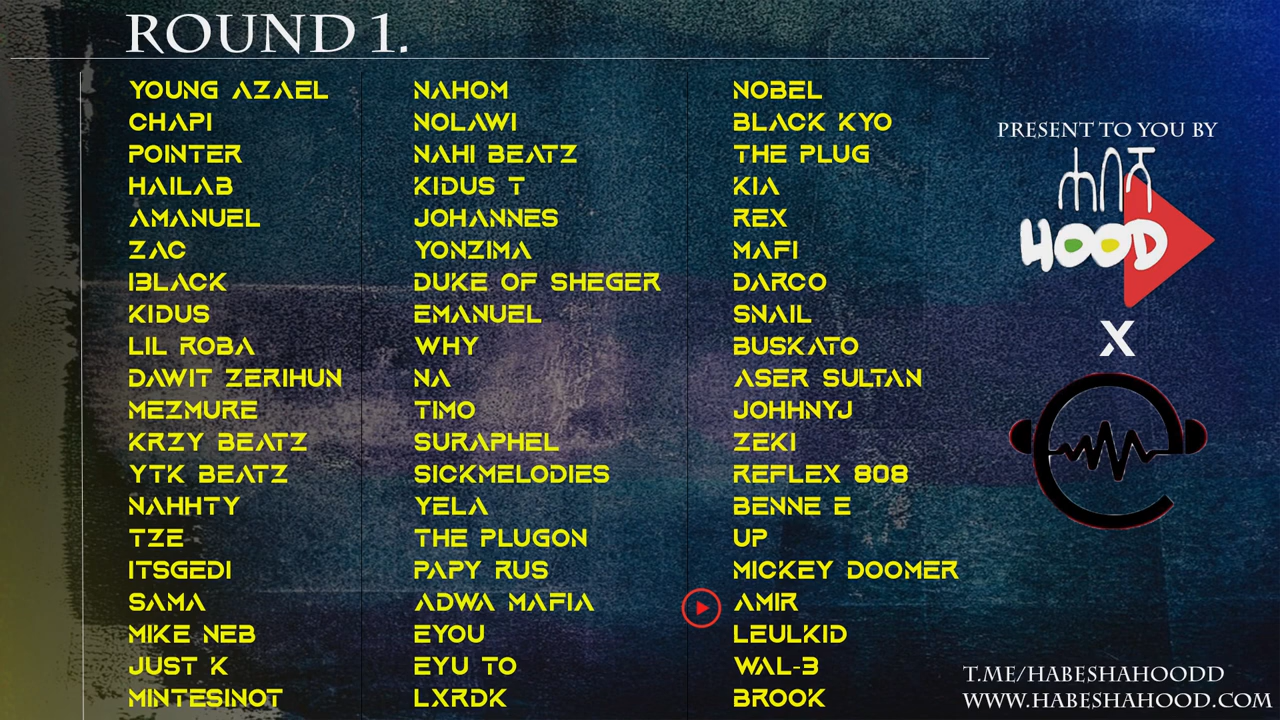 ROUND 1.
YOUNG AZAEL
CHAPI
POINTER
HAILAB
AMANUEL
ZAC
IBLACK
KIDUS
LIL ROBA
DAWIT ZERIHUN
MEZMURE
KRZY BEATZ
YTK BEATZ
NAHHTY
TZE
ITSGEDI
SAMA
MIKE NEB
JUST K
MINTESINOT
NAHOM
NOLAWI
NAHI BEATZ
KIDUS T
JOHANNES
YONZIMA
DUKE OF SHEGER
EMANUEL
WHY
NA
TIMO
SURAPHEL
SICKMELODIES
YELA
THE PLUGON
PAPY RUS
ADWA MAFIA
EYOU
EYU TO
LXRDK
NOBEL
BLACK KYO
THE PLUG
KIA
REX
MAFI
DARCO
SNAIL
BUSKATO
ASER SULTAN
JOHHNYJ
ZEKI
REFLEX 808
BENNE E
UP
MICKEY DOOMER
AMIR
LEULKID
WAL-B
BROOK
PRESENT TO YOU BY
ሐበሻ
HOOD
X
T.ME/HABESHAHOODD
WWW.HABESHAHOOD.COM